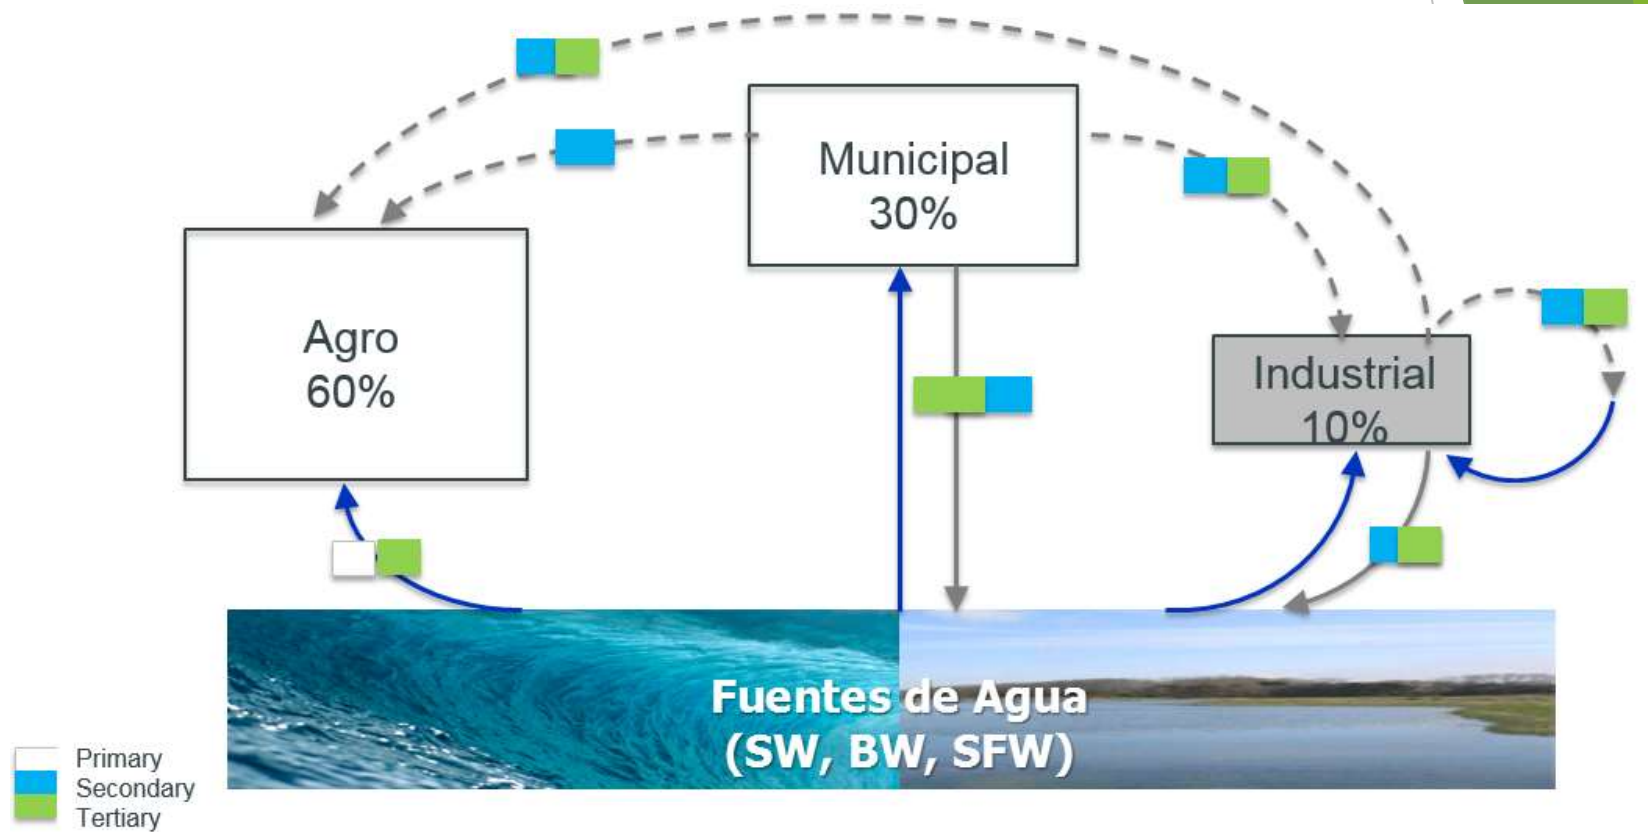 Municipal
30%
Agro
60%
Industrial
10%
Fuentes de Agua
(SW, BW, SFW)
Primary
Secondary
Tertiary